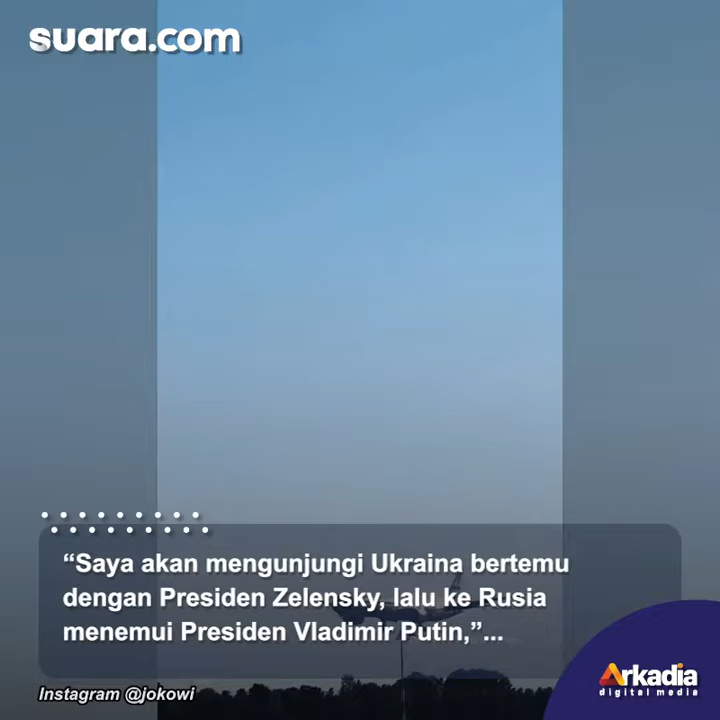 suara.com
“Saya akan mengunjungi Ukraina bertemu
dengan Presiden Zelensky, lalu ke Rusia
menemui Presiden Vladimir Putin,”...
Instagram @jokowi
Arkadia
digital media